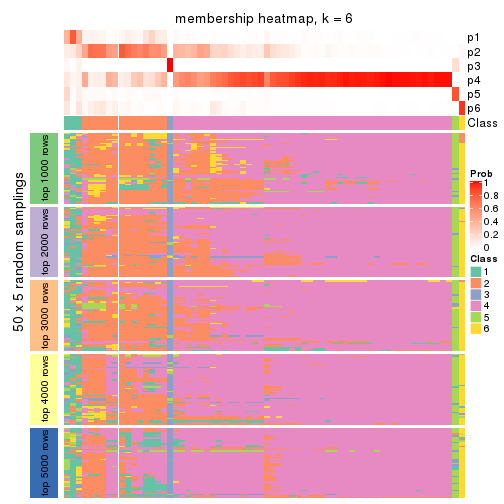 membership heatmap, k = 6
p1
p2
p3
p4
p5
p6
Class
50 x 5 random samplings
top 1000 rows
top 2000 rows
top 3000 rows
top 4000 rows
top 5000 rows
Prob
1
0.8
0.6
0.4
0.2
0
Class
1
2
3
4
5
6